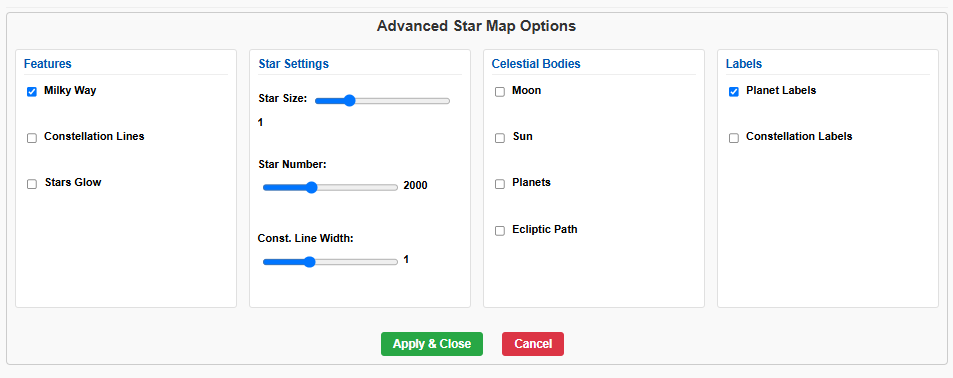 Advanced Star Map Options
Features
Milky Way
Constellation Lines
Stars Glow
Star Settings
Star Size:
1
Star Number:
2000
Const. Line Width:
1
Celestial Bodies
Moon
Sun
Planets
Ecliptic Path
Labels
Planet Labels
Constellation Labels
Apply & Close
Cancel